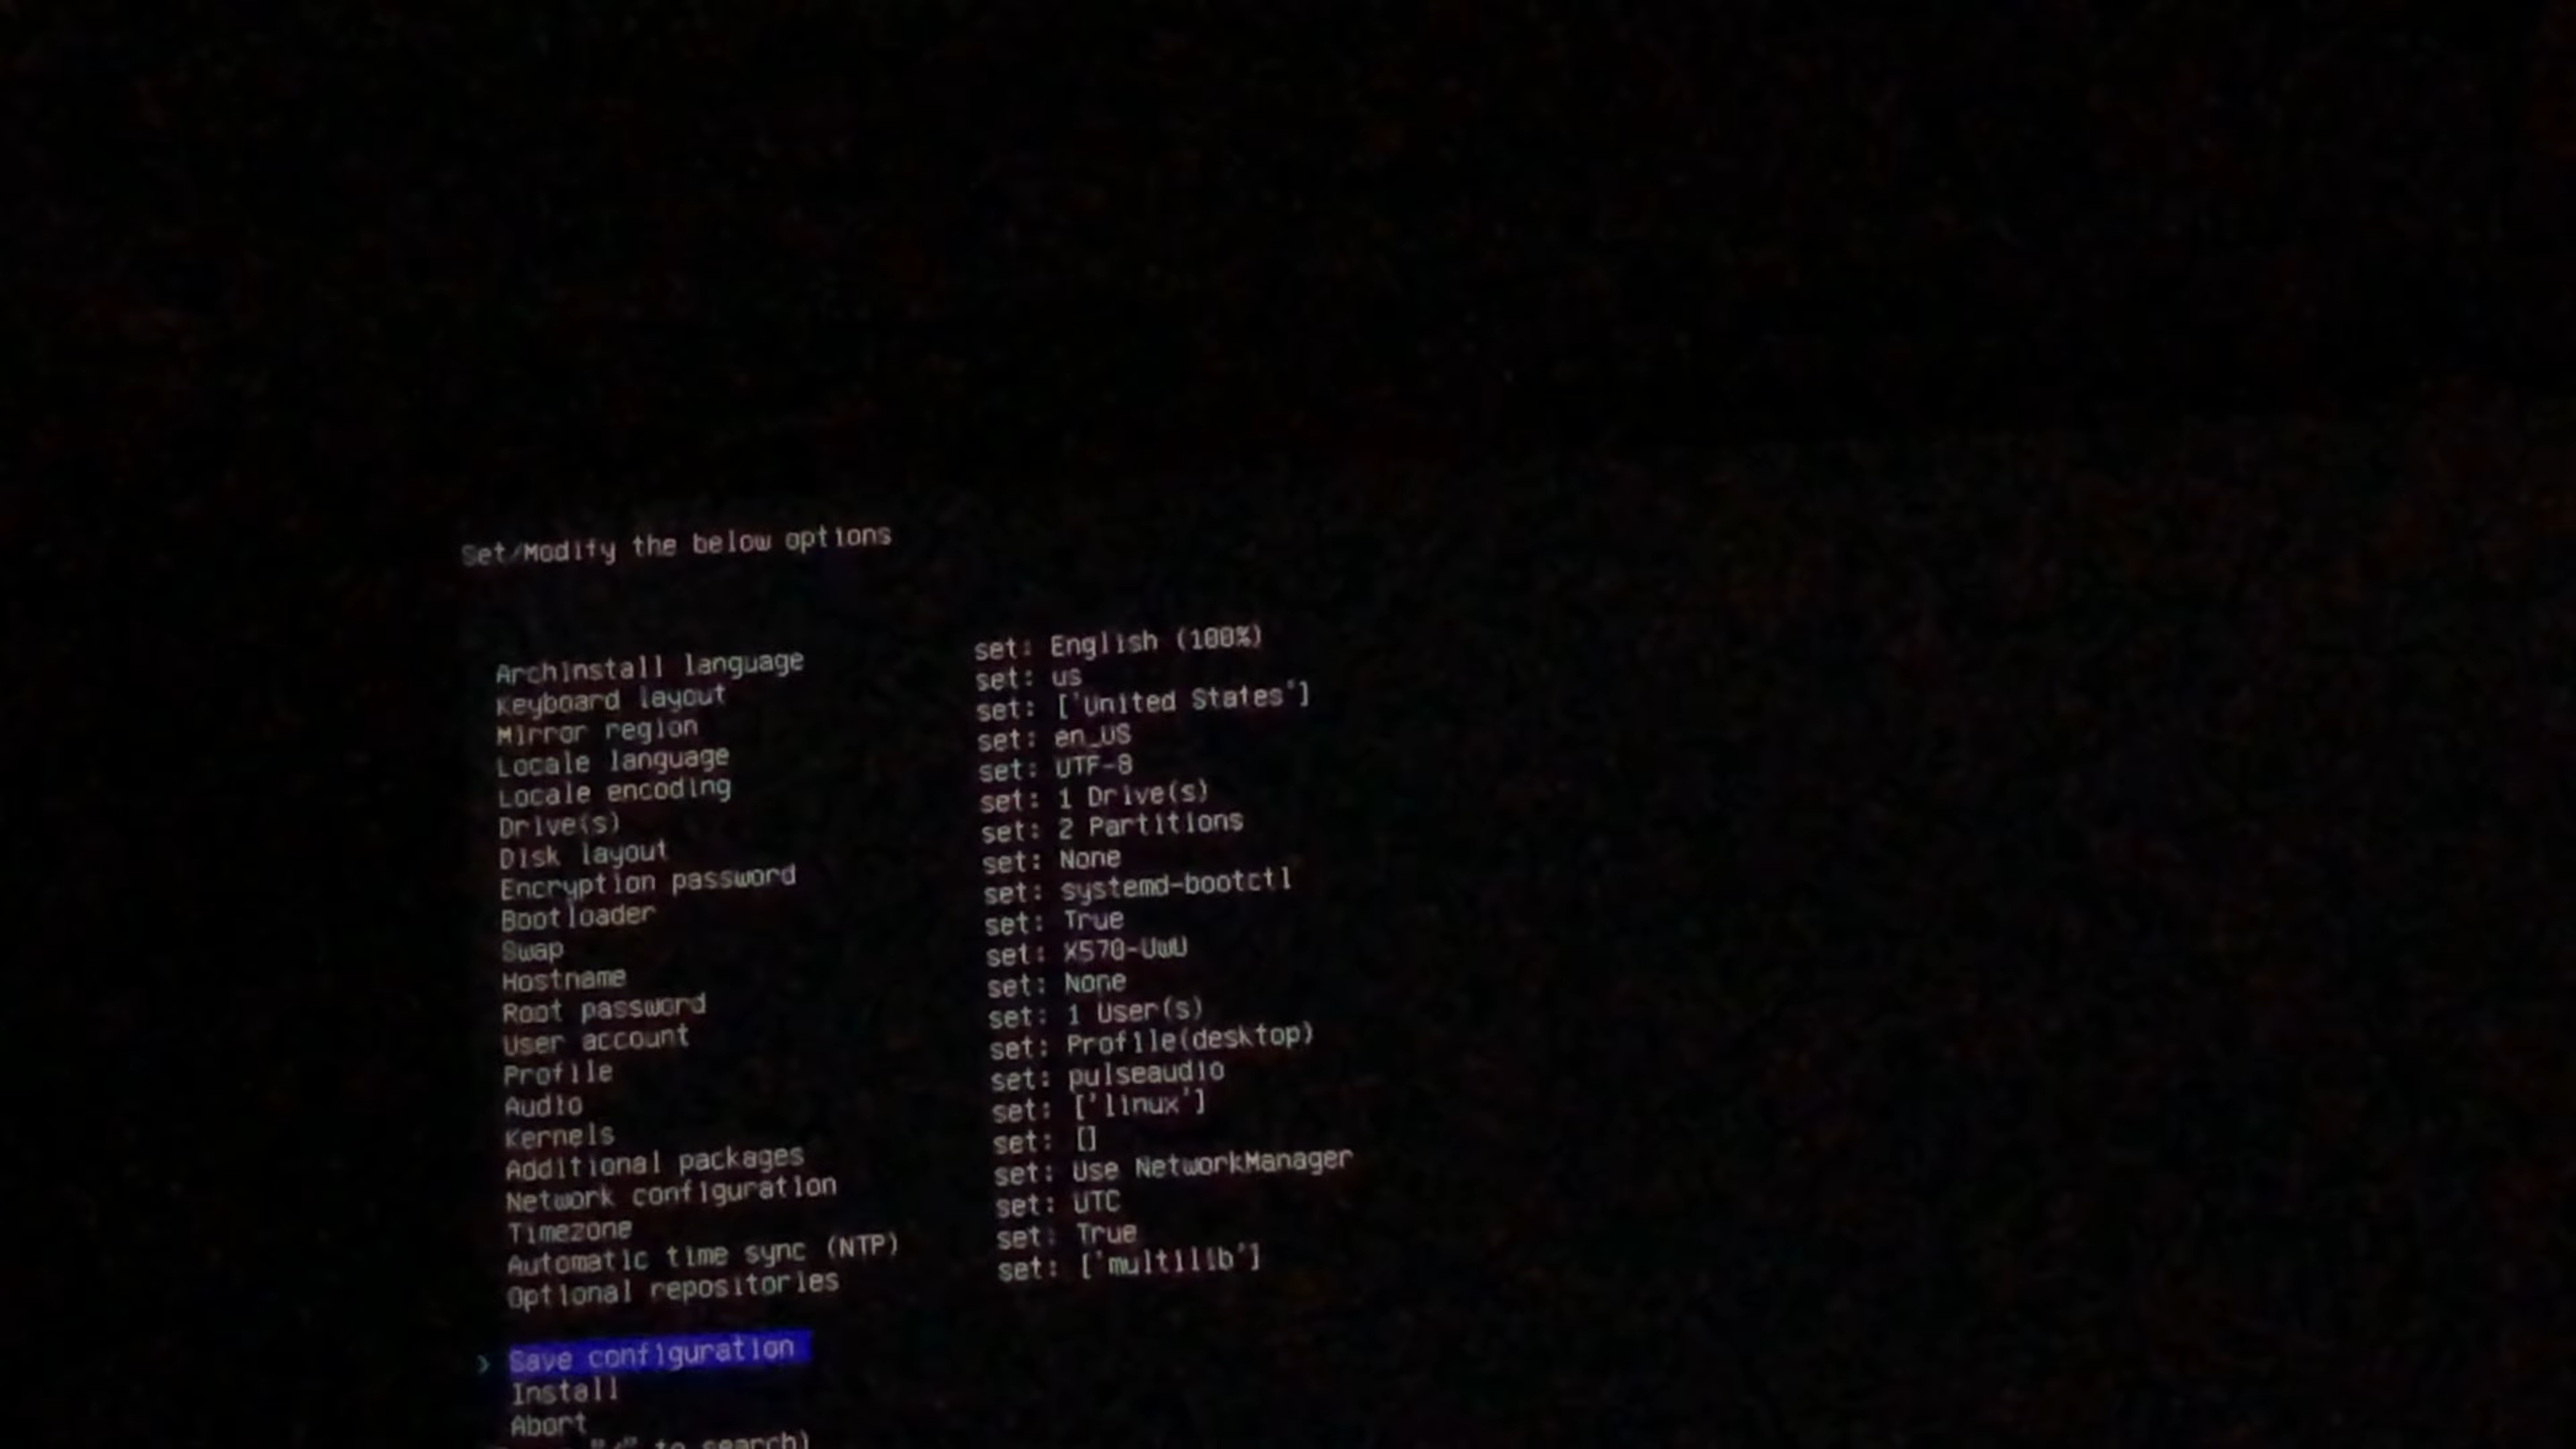 Set/Modify the below options
Archinstall language set: English (100%)
Keyboard layout set: us
Mirror region set: ['United States']
Locale language set: en_US
Locale encoding set: UTF-8
Drive(s) set: 1 Drive(s)
Disk layout set: 2 Partitions
Encryption password set: None
Bootloader set: systemd-bootctl
Swap set: True
Hostname set: X570-UwU
Root password set: None
User account set: 1 User(s)
Profile set: Profile(desktop)
Audio set: pulseaudio
Kernels set: ['linux']
Additional packages set: []
Network configuration set: Use NetworkManager
Timezone set: UTC
Automatic time sync (NTP) set: True
Optional repositories set: ['multilib']
> Save configuration
Install
Abort
"/" to search)